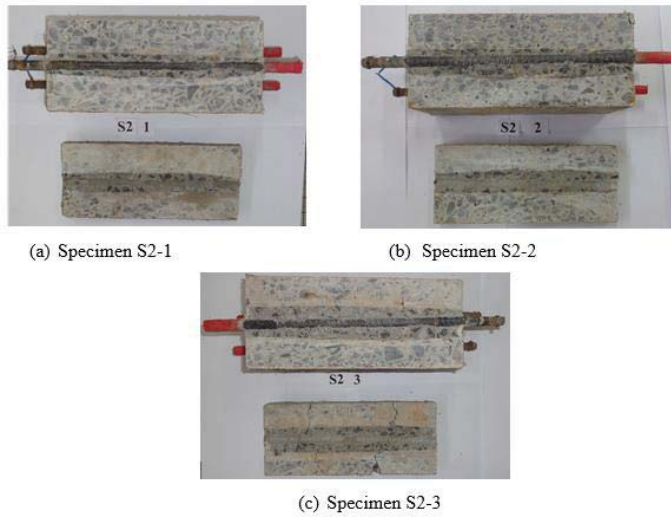 S2 1
S2 2
(a) Specimen S2-1
(b) Specimen S2-2
S2 3
(c) Specimen S2-3